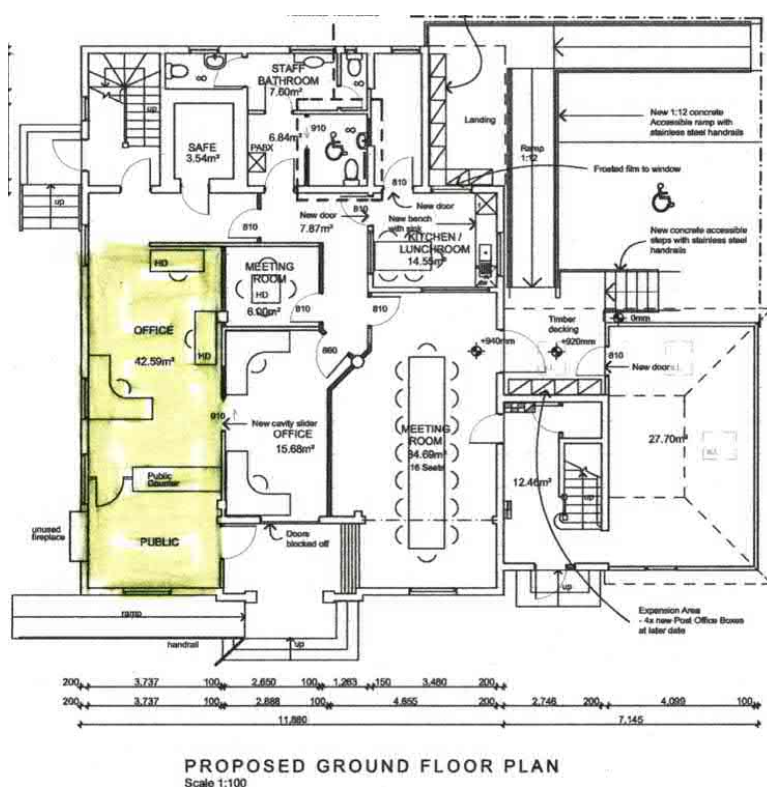 STAFF
BATHROOM
7.60m²
up
SAFE
3.54m²
PABX
6.84m²
910
Landing
Ramp
1:12
New 1:12 concrete
Accessible ramp with
stainless steel handrails
Frosted film to window
up
810
New door
810
810
New door
7.87m²
New bench
with sink
KITCHEN /
LUNCHROOM
14.55m²
New concrete accessible
steps with stainless steel
handrails
HD
MEETING
ROOM
HD
6.00m²
810
810
OFFICE
42.59m²
HD
660
+940mm
Timber
decking
+920mm
0mm
810
New door
910
New cavity slider
OFFICE
15.68m²
MEETING
ROOM
34.69m²
16 Seats
27.70m²
12.46m²
up
Public
Counter
unused
fireplace
PUBLIC
Doors
blocked off
ramp
handrail
up
up
Expansion Area
- 4x new Post Office Boxes
at later date
200 3.737 100 2.650 100 1.263 150 3.480 200
200 3.737 100 2.888 100 4.655 200 2.746 200 4.099 100
11.880 7.145
PROPOSED GROUND FLOOR PLAN
Scale 1:100